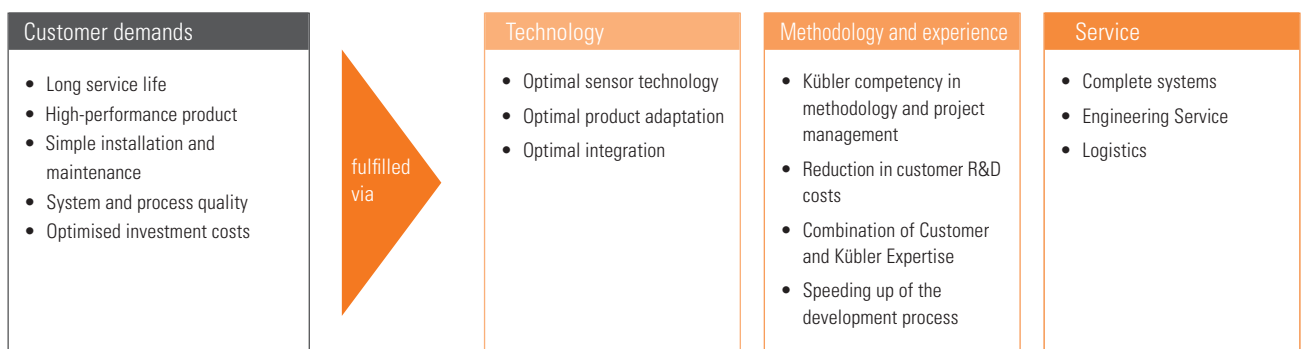 Customer demands
• Long service life
• High-performance product
• Simple installation and
maintenance
• System and process quality
• Optimised investment costs
fulfilled
via
Technology
• Optimal sensor technology
• Optimal product adaptation
• Optimal integration
Methodology and experience
• Kübler competency in
methodology and project
management
• Reduction in customer R&D
costs
• Combination of Customer
and Kübler Expertise
• Speeding up of the
development process
Service
• Complete systems
• Engineering Service
• Logistics